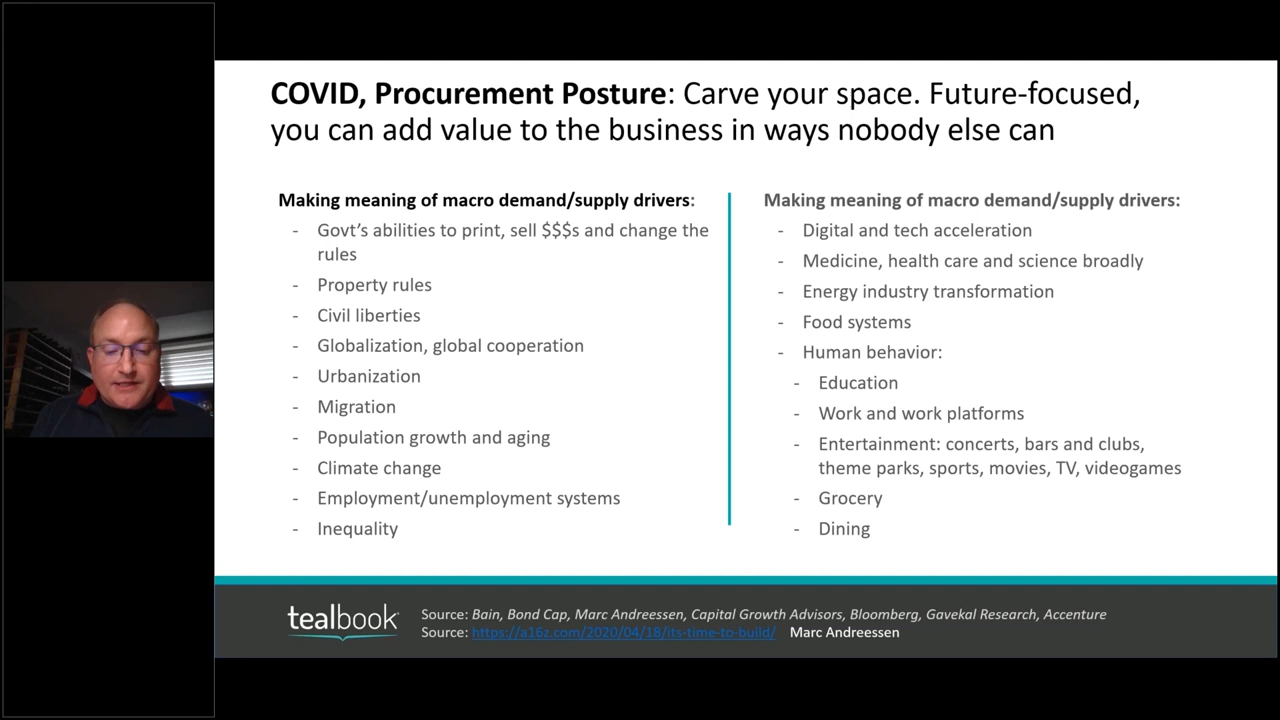 COVID, Procurement Posture: Carve your space. Future-focused,
you can add value to the business in ways nobody else can
Making meaning of macro demand/supply drivers:
- Govt’s abilities to print, sell $$$s and change the
rules
- Property rules
- Civil liberties
- Globalization, global cooperation
- Urbanization
- Migration
- Population growth and aging
- Climate change
- Employment/unemployment systems
- Inequality
Making meaning of macro demand/supply drivers:
- Digital and tech acceleration
- Medicine, health care and science broadly
- Energy industry transformation
- Food systems
- Human behavior:
- Education
- Work and work platforms
- Entertainment: concerts, bars and clubs,
theme parks, sports, movies, TV, videogames
- Grocery
- Dining
tealbook
Source: Bain, Bond Cap, Marc Andreessen, Capital Growth Advisors, Bloomberg, Gavekal Research, Accenture
Source: https://a16z.com/2020/04/18/its-time-to-build/ Marc Andreessen